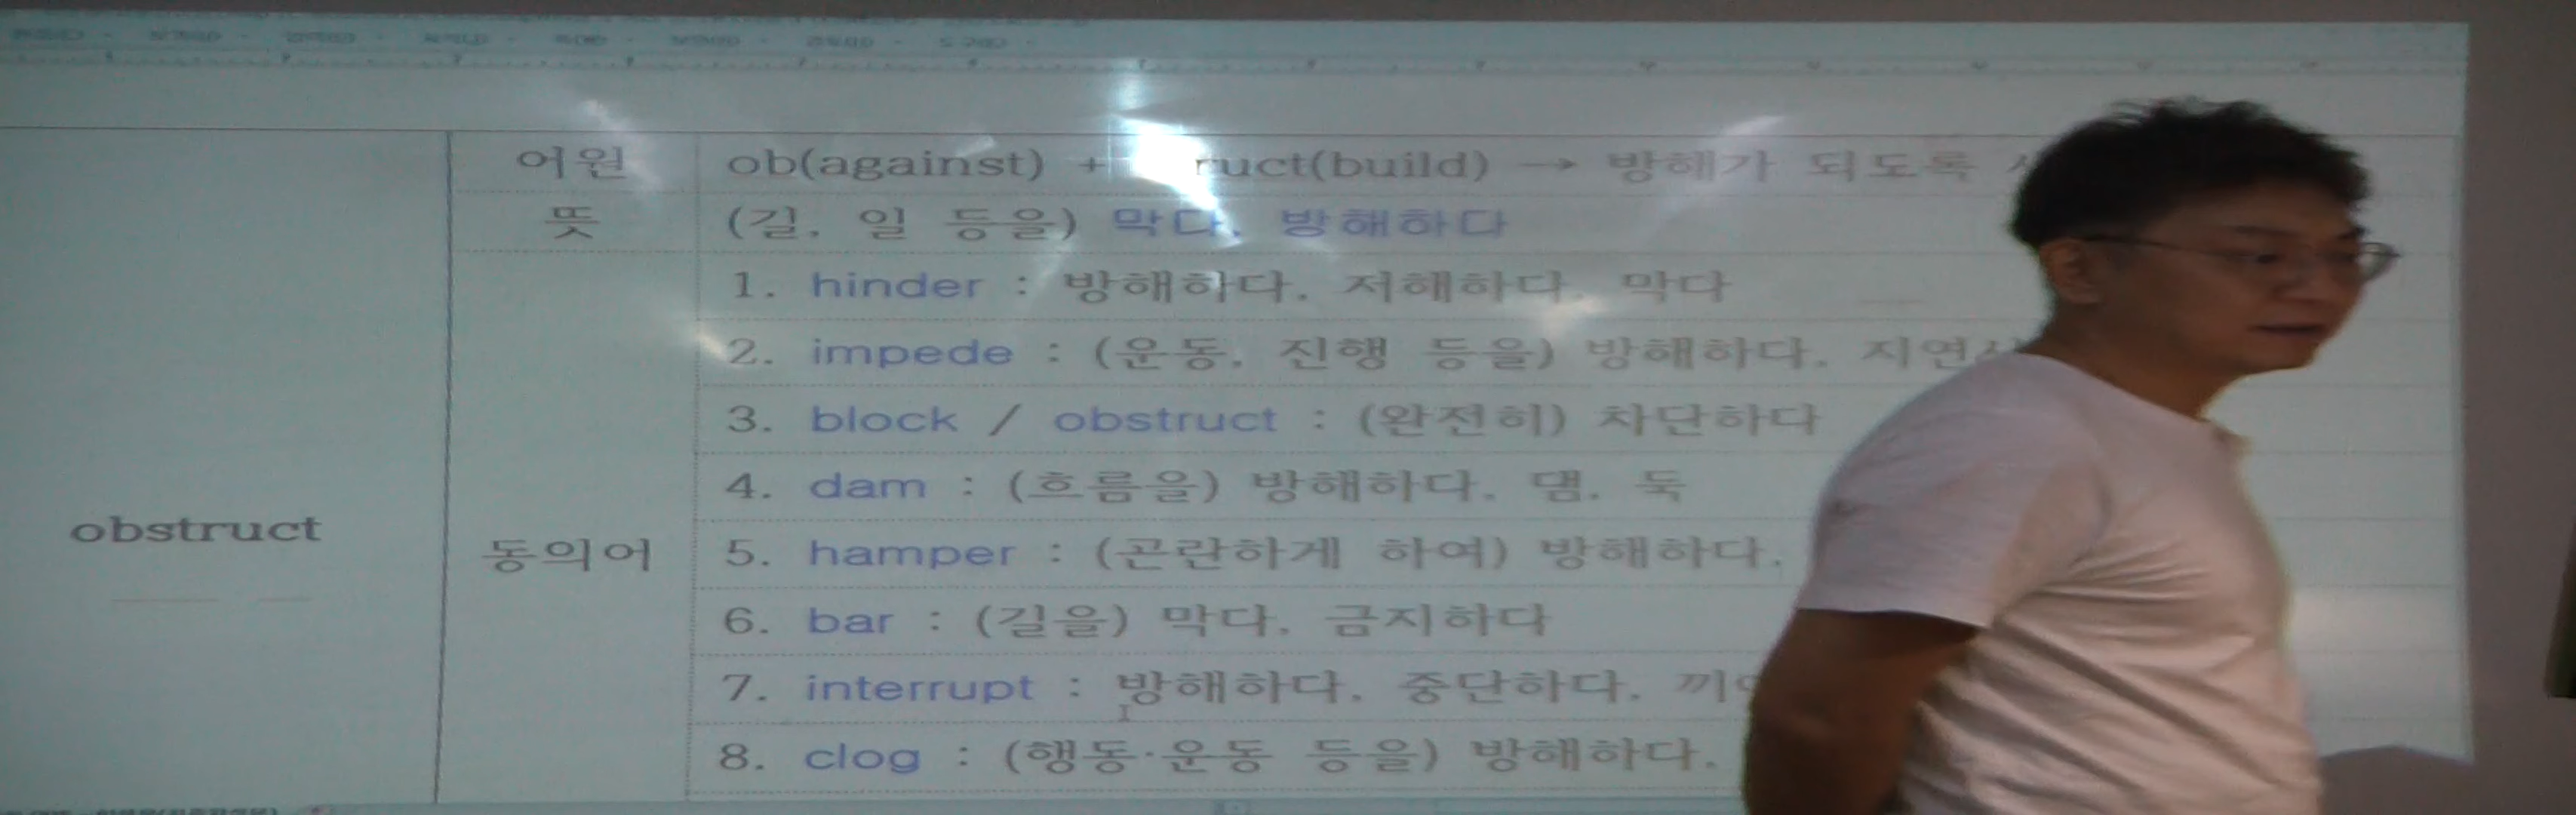 어원 ob(against) + ruct(build) → 방해가 되도록
뜻 (길, 일 등을) 막다, 방해하다
1. hinder : 방해하다, 저해하다, 막다
2. impede : (운동, 진행 등을) 방해하다, 지연
3. block / obstruct : (완전히) 차단하다
4. dam : (흐름을) 방해하다, 댐, 둑
obstruct
동의어
5. hamper : (곤란하게 하여) 방해하다,
6. bar : (길을) 막다, 금지하다
7. interrupt : 방해하다, 중단하다,
8. clog : (행동·운동 등을) 방해하다,